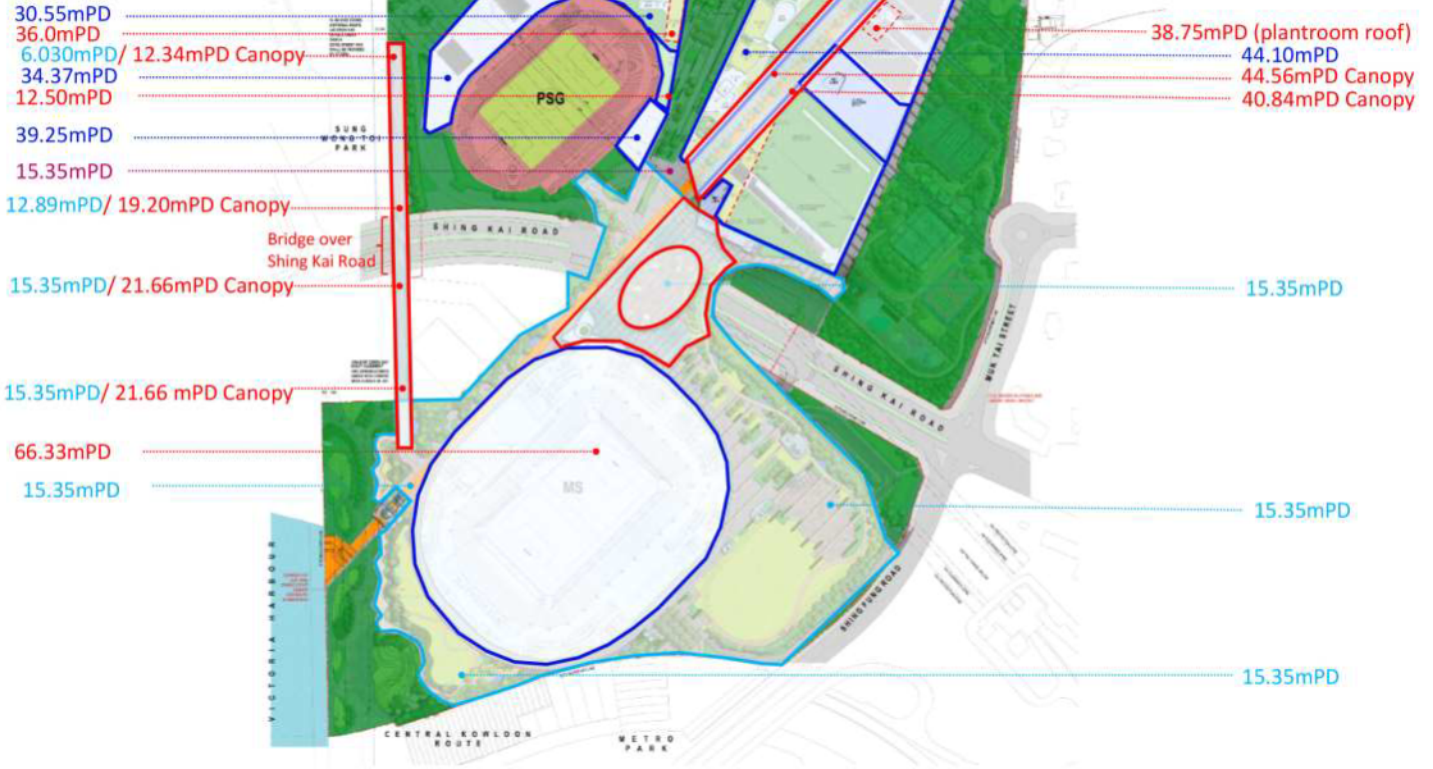 30.55mPD
36.0mPD
6.030mPD/ 12.34mPD Canopy
34.37mPD
12.50mPD
39.25mPD
15.35mPD
12.89mPD/ 19.20mPD Canopy
Bridge over
Shing Kai Road
15.35mPD/ 21.66mPD Canopy
15.35mPD/ 21.66 mPD Canopy
66.33mPD
15.35mPD
38.75mPD (plantroom roof)
44.10mPD
44.56mPD Canopy
40.84mPD Canopy
15.35mPD
15.35mPD
15.35mPD
PSG
SUNG
WONG TOI
PARK
SHING KAI ROAD
MUK TAI STREET
SHING KAI ROAD
MS
SHING FUNG ROAD
VICTORIA HARBOUR
CENTRAL KOWLOON
ROUTE
METRO
PARK